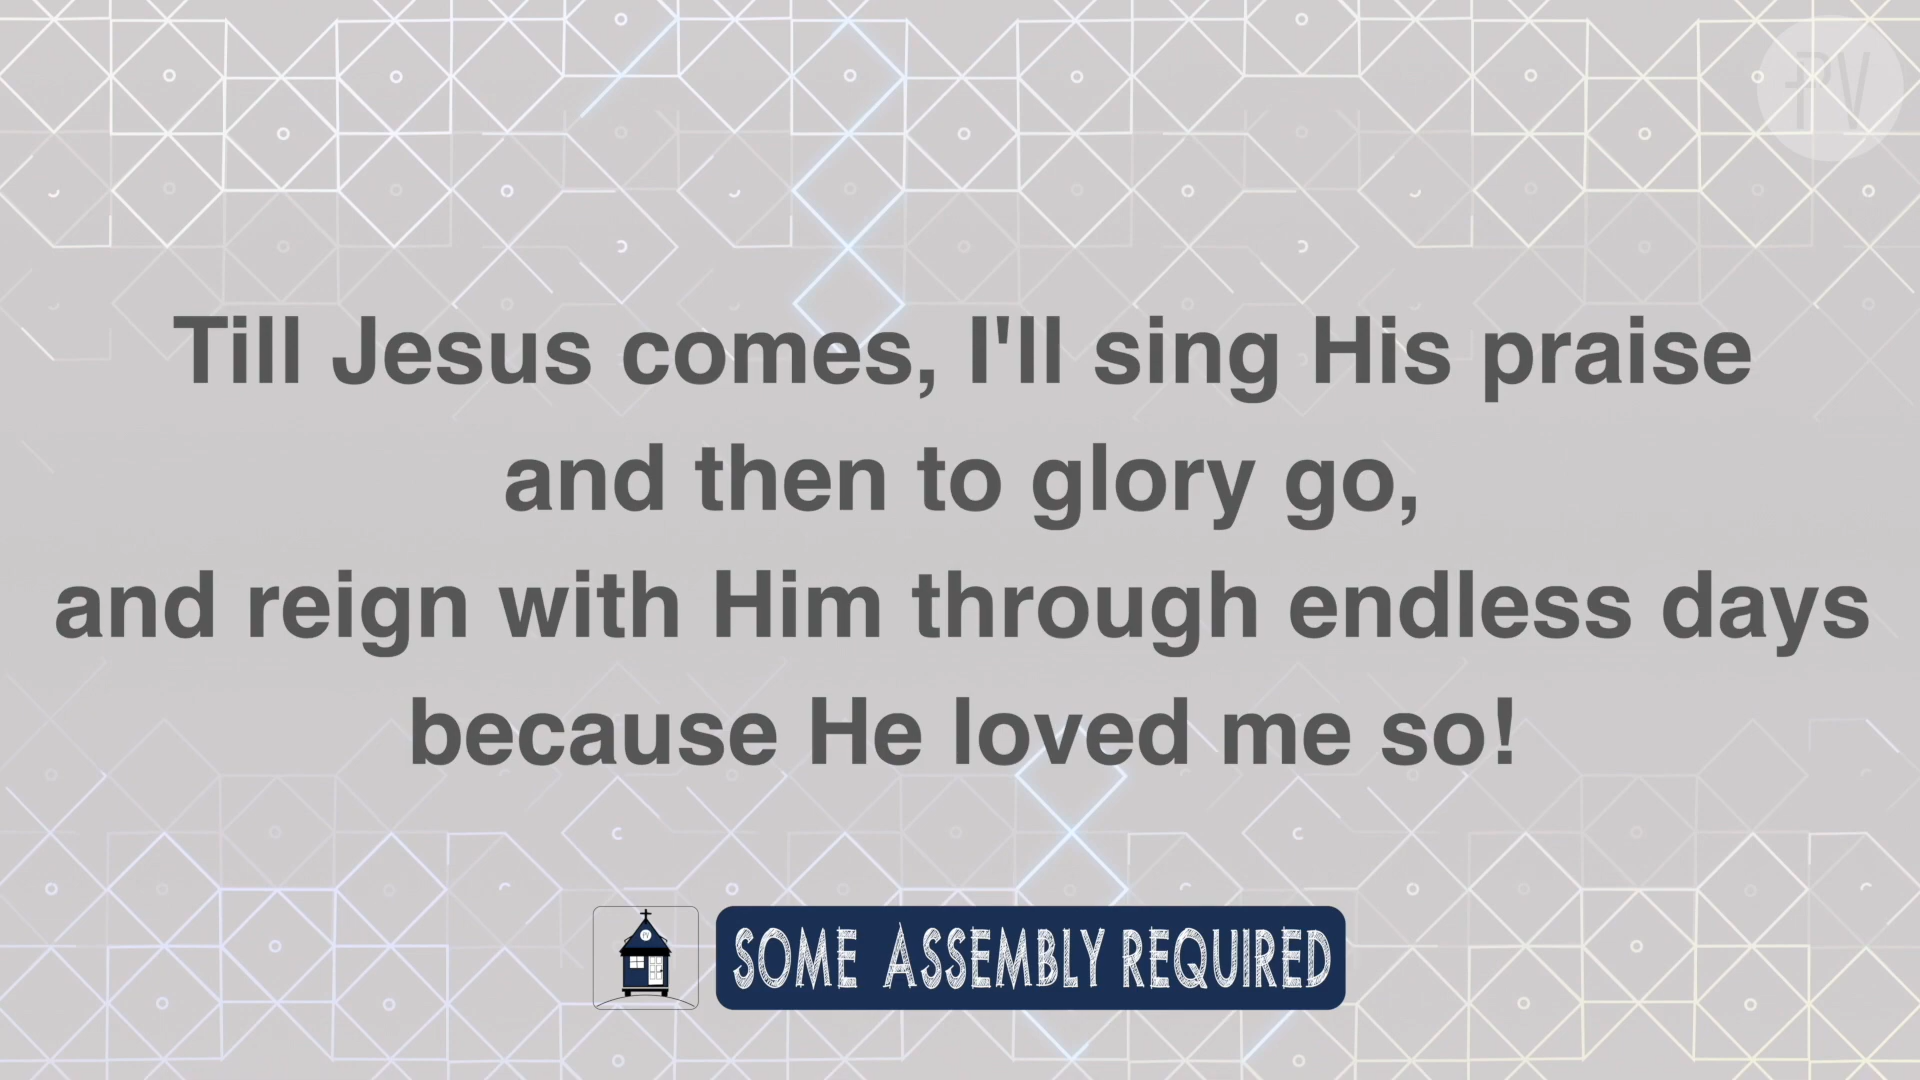 PV
Till Jesus comes, I'll sing His praise
and then to glory go,
and reign with Him through endless days
because He loved me so!
SOME ASSEMBLY REQUIRED